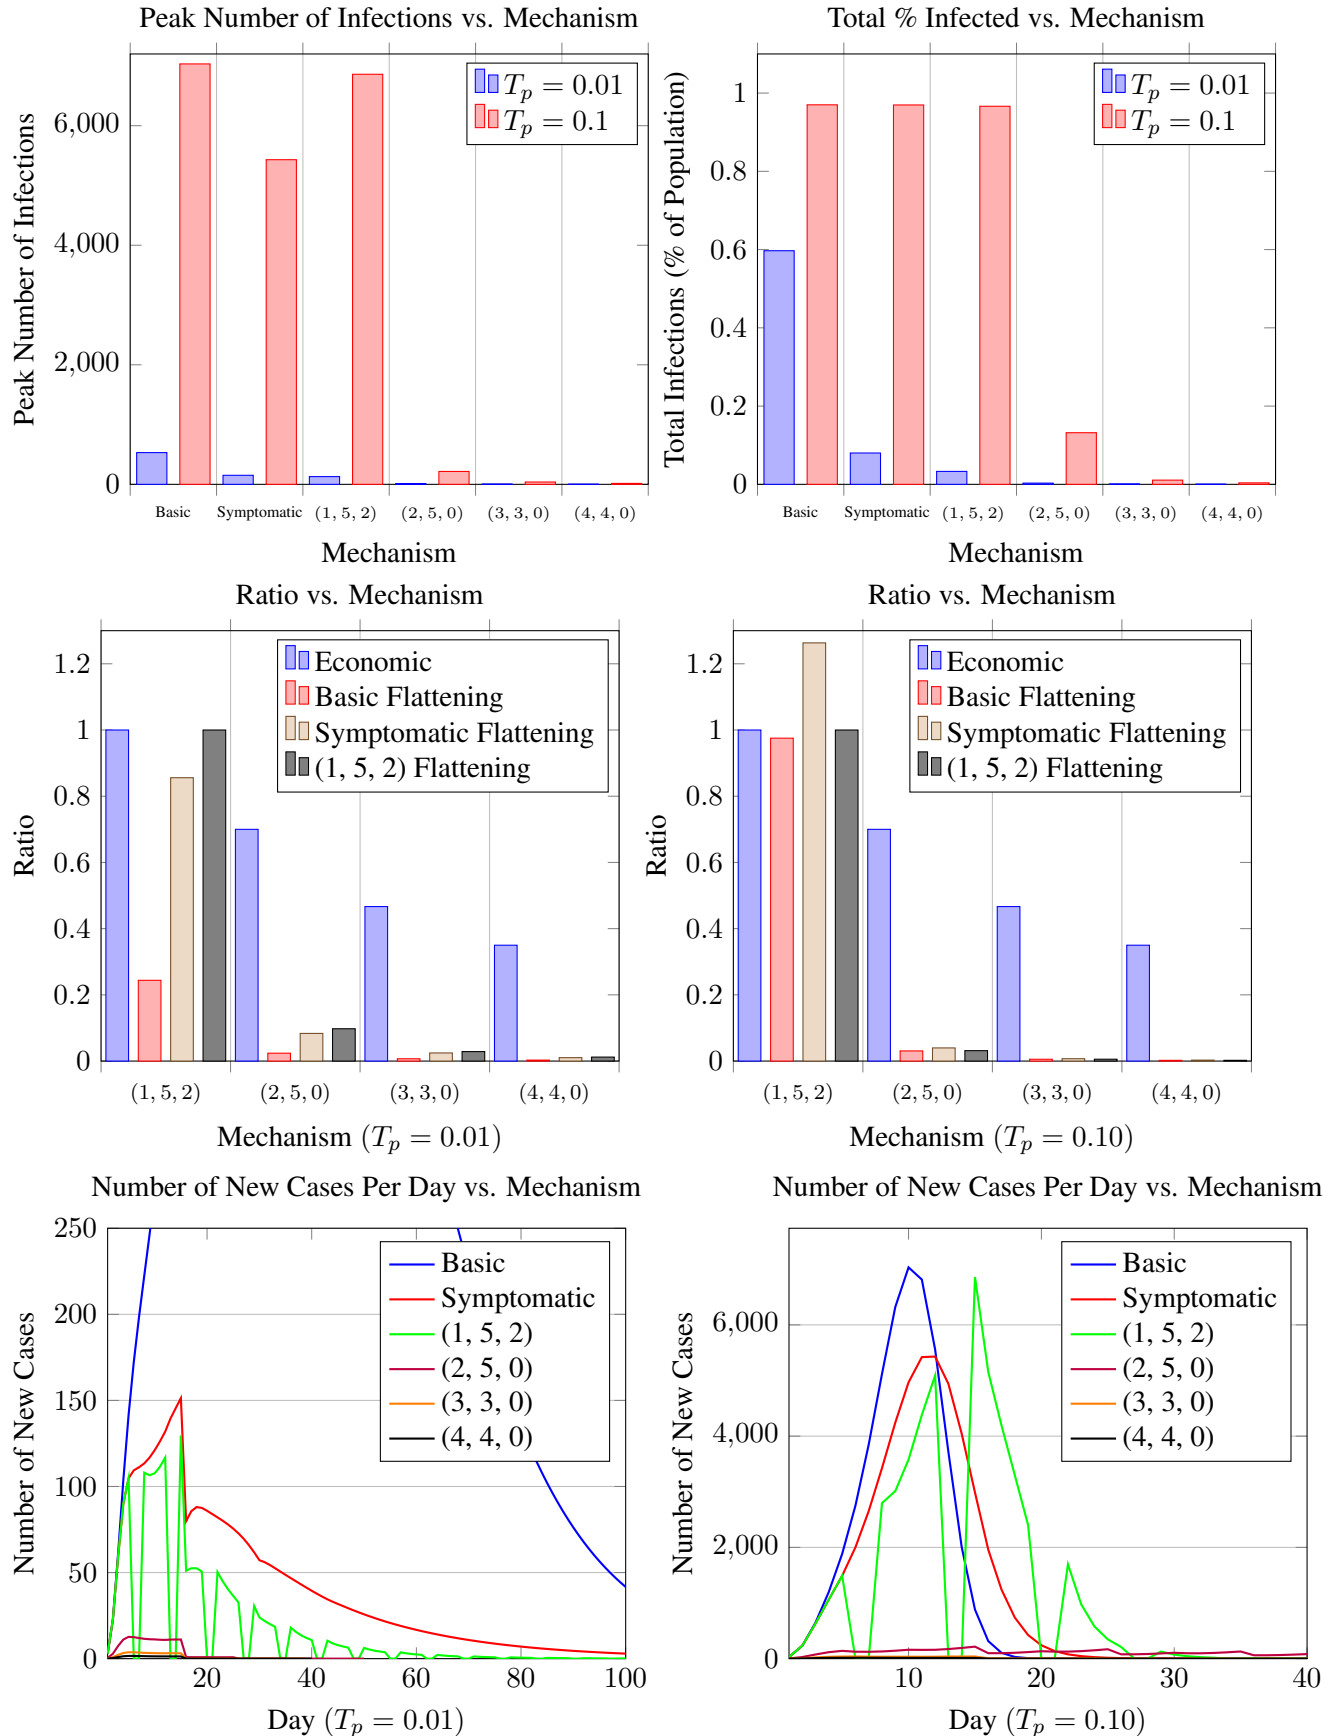 Peak Number of Infections vs. Mechanism
Peak Number of Infections
6,000
4,000
2,000
0
T_p = 0.01
T_p = 0.1
Basic Symptomatic (1, 5, 2) (2, 5, 0) (3, 3, 0) (4, 4, 0)
Mechanism
Total % Infected vs. Mechanism
Total Infections (% of Population)
1
0.8
0.6
0.4
0.2
0
T_p = 0.01
T_p = 0.1
Basic Symptomatic (1, 5, 2) (2, 5, 0) (3, 3, 0) (4, 4, 0)
Mechanism
Ratio vs. Mechanism
Ratio
1.2
1
0.8
0.6
0.4
0.2
0
Economic
Basic Flattening
Symptomatic Flattening
(1, 5, 2) Flattening
(1, 5, 2) (2, 5, 0) (3, 3, 0) (4, 4, 0)
Mechanism (T_p = 0.01)
Ratio vs. Mechanism
Ratio
1.2
1
0.8
0.6
0.4
0.2
0
Economic
Basic Flattening
Symptomatic Flattening
(1, 5, 2) Flattening
(1, 5, 2) (2, 5, 0) (3, 3, 0) (4, 4, 0)
Mechanism (T_p = 0.10)
Number of New Cases Per Day vs. Mechanism
Number of New Cases
250
200
150
100
50
0
Basic
Symptomatic
(1, 5, 2)
(2, 5, 0)
(3, 3, 0)
(4, 4, 0)
20 40 60 80 100
Day (T_p = 0.01)
Number of New Cases Per Day vs. Mechanism
Number of New Cases
6,000
4,000
2,000
0
Basic
Symptomatic
(1, 5, 2)
(2, 5, 0)
(3, 3, 0)
(4, 4, 0)
10 20 30 40
Day (T_p = 0.10)